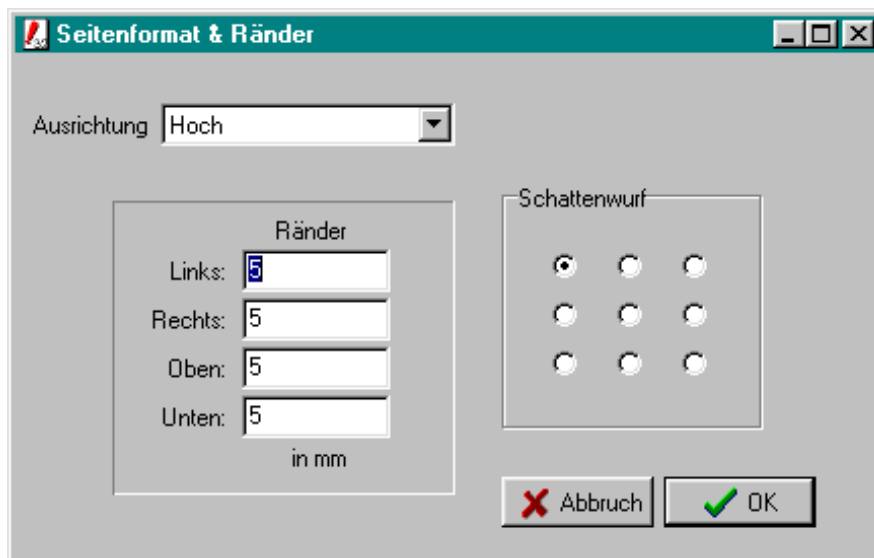 Seitenformat & Ränder
Ausrichtung Hoch
Ränder
Links: 5
Rechts: 5
Oben: 5
Unten: 5
in mm
Schattenwurf
Abbruch OK